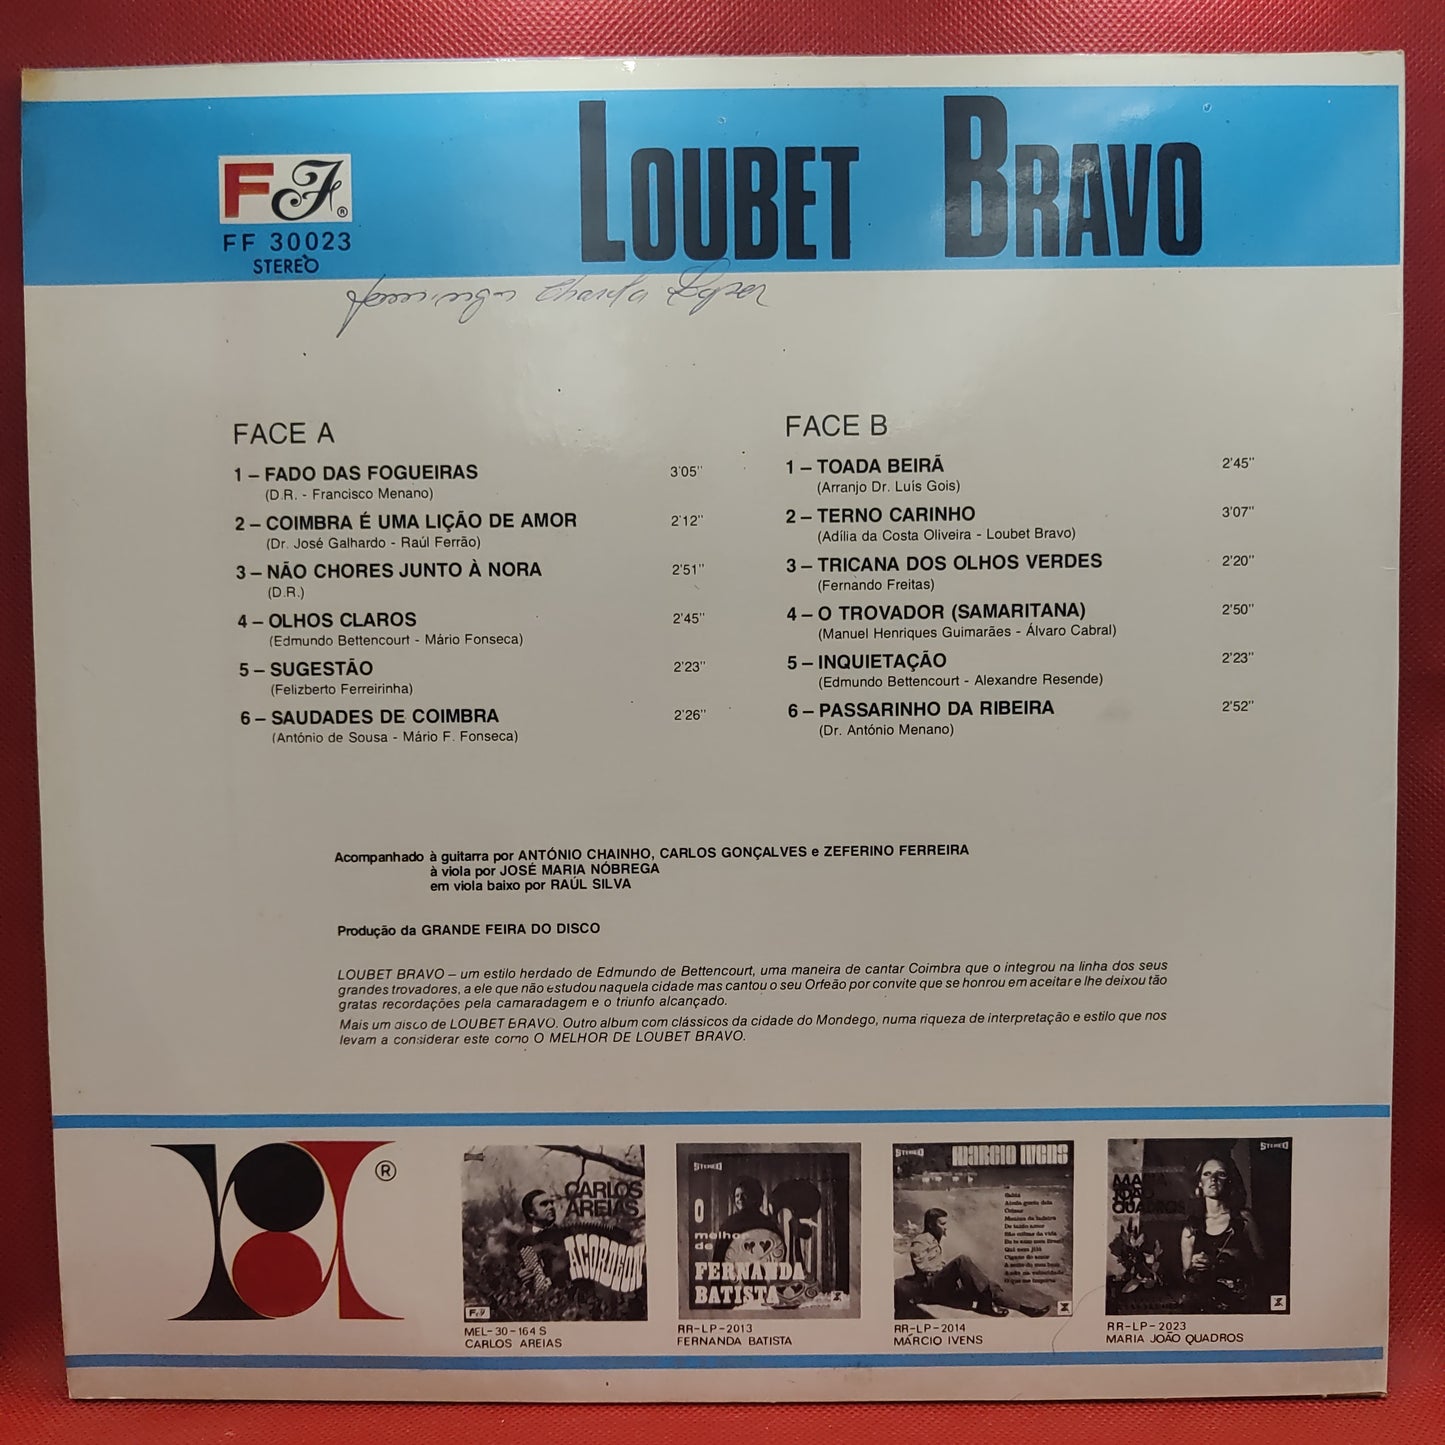 LOUBET BRAVO
F F ®
FF 30023
STEREO
FACE A
1 – FADO DAS FOGUEIRAS 3'05"
(D.R. - Francisco Menano)
2 – COIMBRA É UMA LIÇÃO DE AMOR 2'12"
(Dr. José Galhardo - Raúl Ferrão)
3 – NÃO CHORES JUNTO À NORA 2'51"
(D.R.)
4 – OLHOS CLAROS 2'45"
(Edmundo Bettencourt - Mário Fonseca)
5 – SUGESTÃO 2'23"
(Felizberto Ferreirinha)
6 – SAUDADES DE COIMBRA 2'26"
(António de Sousa - Mário F. Fonseca)
FACE B
1 – TOADA BEIRÃ 2'45"
(Arranjo Dr. Luís Gois)
2 – TERNO CARINHO 3'07"
(Adília da Costa Oliveira - Loubet Bravo)
3 – TRICANA DOS OLHOS VERDES 2'20"
(Fernando Freitas)
4 – O TROVADOR (SAMARITANA) 2'50"
(Manuel Henriques Guimarães - Álvaro Cabral)
5 – INQUIETAÇÃO 2'23"
(Edmundo Bettencourt - Alexandre Resende)
6 – PASSARINHO DA RIBEIRA 2'52"
(Dr. António Menano)
Acompanhado à guitarra por ANTÓNIO CHAINHO, CARLOS GONÇALVES e ZEFERINO FERREIRA
à viola por JOSÉ MARIA NÓBREGA
em viola baixo por RAÚL SILVA
Produção da GRANDE FEIRA DO DISCO
LOUBET BRAVO – um estilo herdado de Edmundo de Bettencourt, uma maneira de cantar Coimbra que o integrou na linha dos seus
grandes trovadores, a ele que não estudou naquela cidade mas cantou o seu Orfeão por convite que se honrou em aceitar e lhe deixou tão
gratas recordações pela camaradagem e o triunfo alcançado.
Mais um disco de LOUBET BRAVO. Outro album com clássicos da cidade do Mondego, numa riqueza de interpretação e estilo que nos
levam a considerar este como O MELHOR DE LOUBET BRAVO.
®
CARLOS
AREIAS
ACORDEON
MEL-30-164 S
CARLOS AREIAS
STEREO
O
melhor
de
FERNANDA
BATISTA
RR-LP-2013
FERNANDA BATISTA
STEREO
MARCIO IVENS
RR-LP-2014
MÁRCIO IVENS
STEREO
MARIA
JOÃO
QUADROS
RR-LP-2023
MARIA JOÃO QUADROS